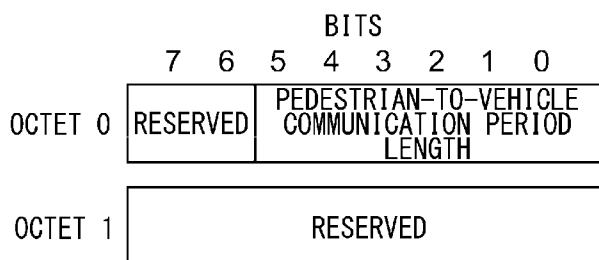 BITS
7 6 5 4 3 2 1 0
OCTET 0 RESERVED PEDESTRIAN-TO-VEHICLE
COMMUNICATION PERIOD
LENGTH
OCTET 1 RESERVED